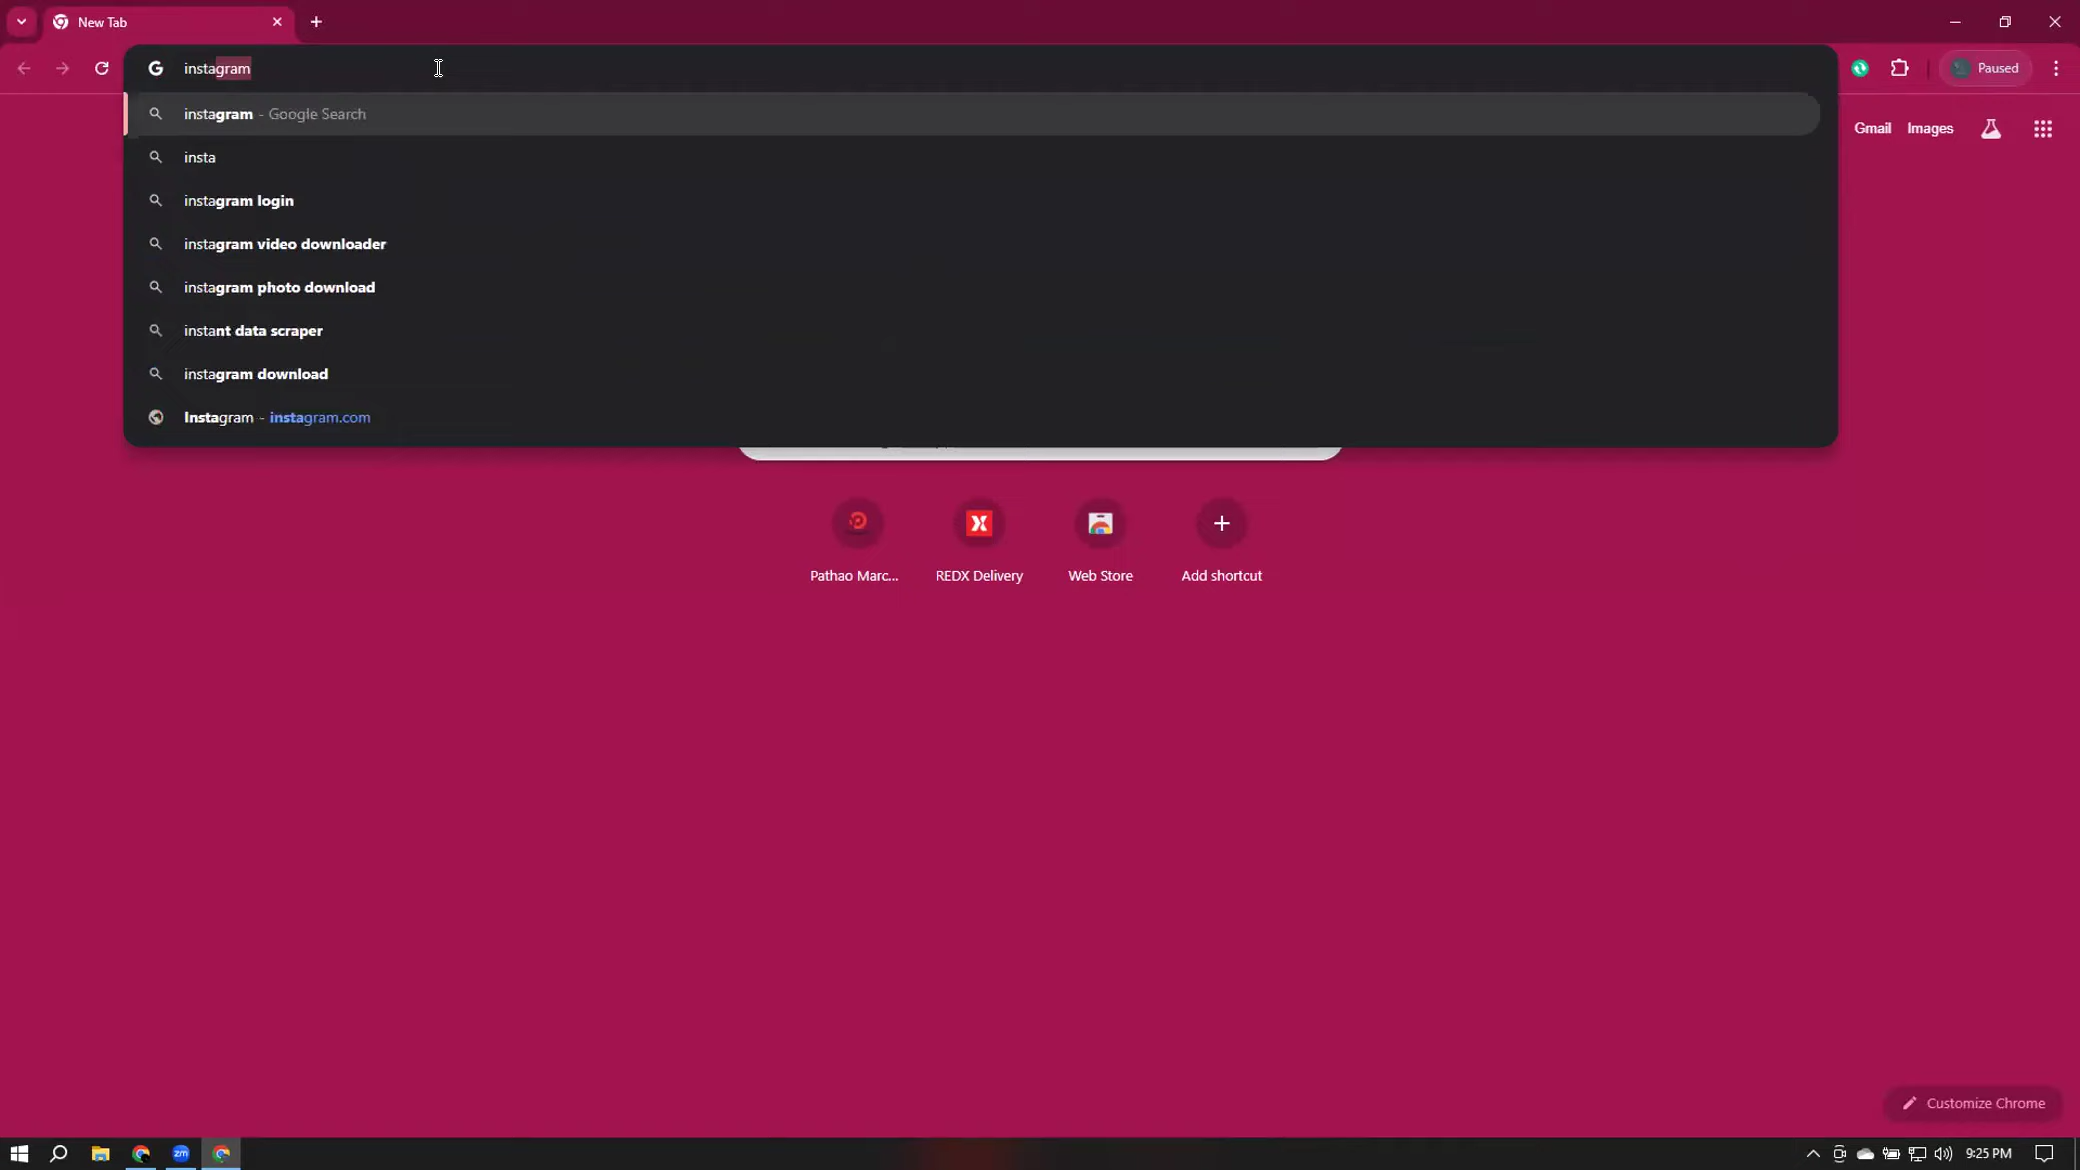 New Tab
instagram
Paused
instagram - Google Search
Gmail Images
insta
instagram login
instagram video downloader
instagram photo download
instant data scraper
instagram download
Instagram - instagram.com
Pathao Marc... REDX Delivery Web Store Add shortcut
Customize Chrome
zm
9:25 PM